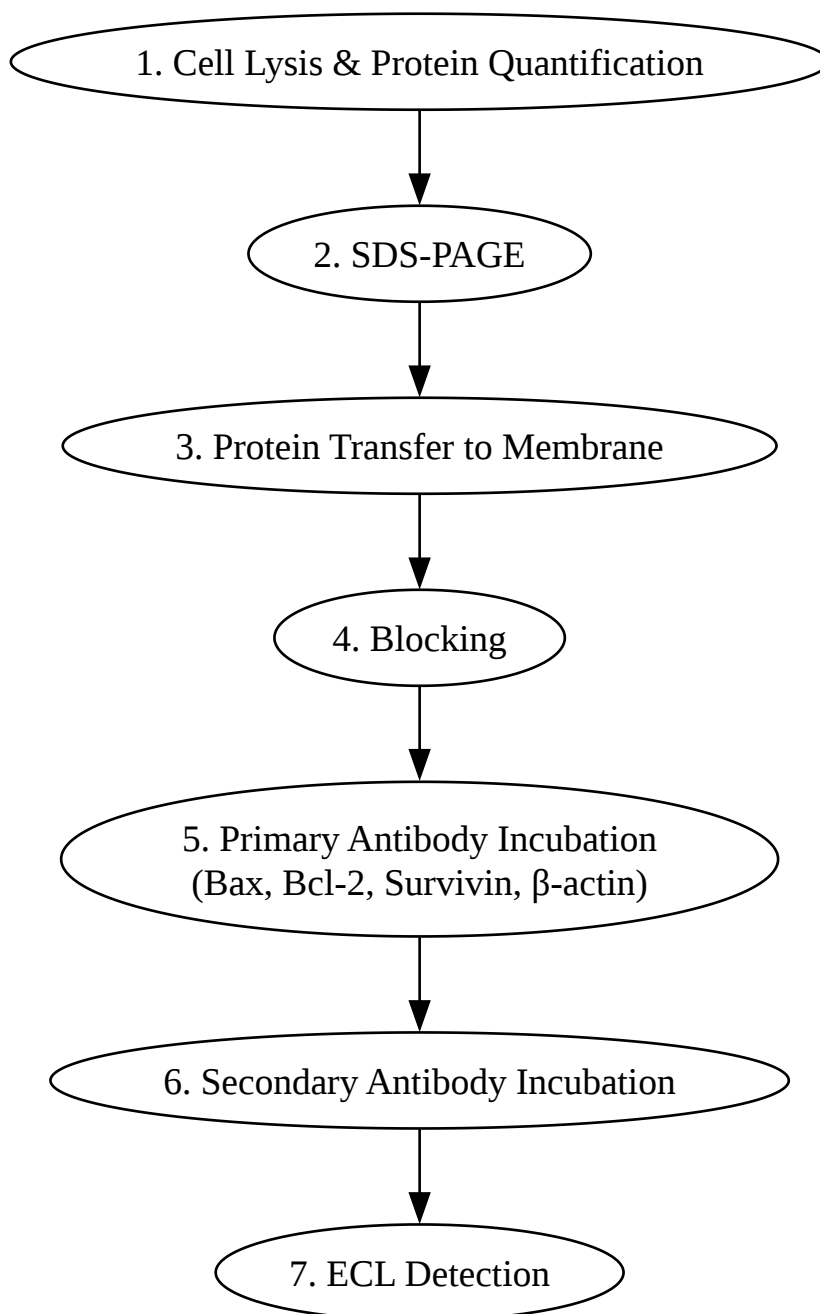 1. Cell Lysis & Protein Quantification
2. SDS-PAGE
3. Protein Transfer to Membrane
4. Blocking
5. Primary Antibody Incubation
(Bax, Bcl-2, Survivin, β-actin)
6. Secondary Antibody Incubation
7. ECL Detection